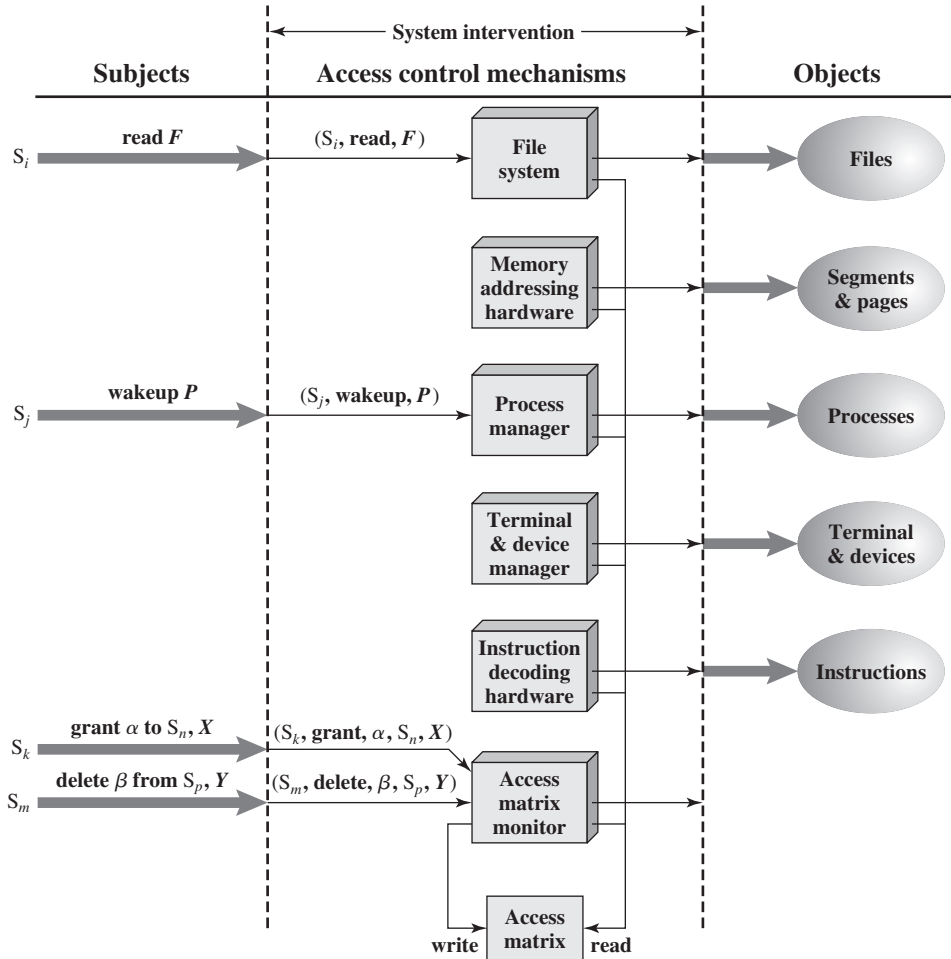 System intervention
Subjects
Access control mechanisms
Objects
Sᵢ
read F
(Sᵢ, read, F)
File
system
Files
Memory
addressing
hardware
Segments
& pages
Sⱼ
wakeup P
(Sⱼ, wakeup, P)
Process
manager
Processes
Terminal
& device
manager
Terminal
& devices
Instruction
decoding
hardware
Instructions
Sₖ
grant α to Sₙ, X
(Sₖ, grant, α, Sₙ, X)
Sₘ
delete β from Sₚ, Y
(Sₘ, delete, β, Sₚ, Y)
Access
matrix
monitor
write
Access
matrix
read